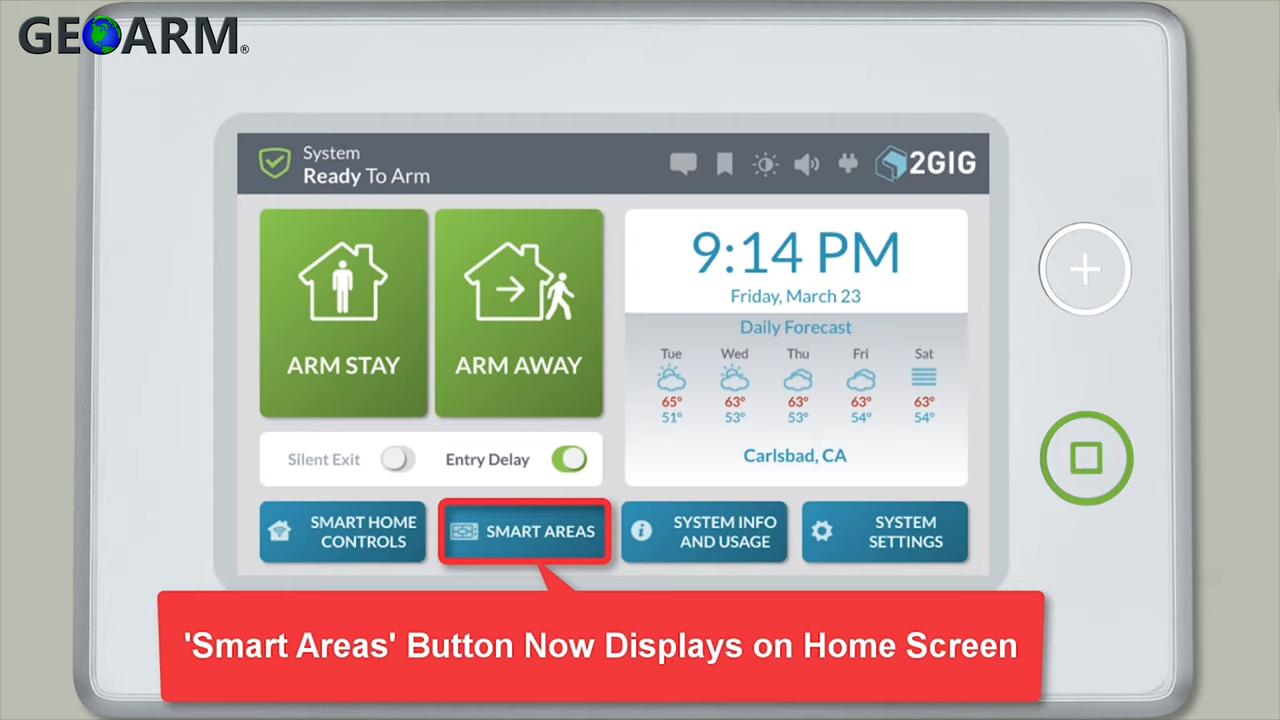 GEOARM®
System
Ready To Arm
2GIG
ARM STAY
ARM AWAY
9:14 PM
Friday, March 23
Daily Forecast
Tue Wed Thu Fri Sat
65° 63° 63° 63° 63°
51° 53° 53° 54° 54°
Carlsbad, CA
Silent Exit
Entry Delay
SMART HOME
CONTROLS
SMART AREAS
SYSTEM INFO
AND USAGE
SYSTEM
SETTINGS
'Smart Areas' Button Now Displays on Home Screen